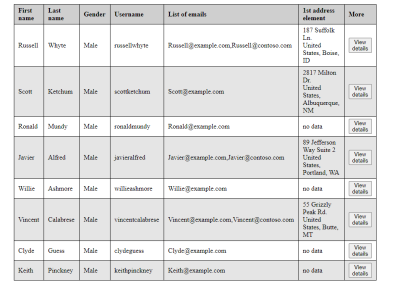 First name Last name Gender Username List of emails 1st address element More
Russell Whyte Male russellwhyte Russell@example.com,Russell@contoso.com 187 Suffolk Ln. United States, Boise, ID View details
Scott Ketchum Male scottketchum Scott@example.com 2817 Milton Dr. United States, Albuquerque, NM View details
Ronald Mundy Male ronaldmundy Ronald@example.com no data View details
Javier Alfred Male javieralfred Javier@example.com,Javier@contoso.com 89 Jefferson Way Suite 2 United States, Portland, WA View details
Willie Ashmore Male willieashmore Willie@example.com no data View details
Vincent Calabrese Male vincentcalabrese Vincent@example.com,Vincent@contoso.com 55 Grizzly Peak Rd. United States, Butte, MT View details
Clyde Guess Male clydeguess Clyde@example.com no data View details
Keith Pinckney Male keithpinckney Keith@example.com no data View details